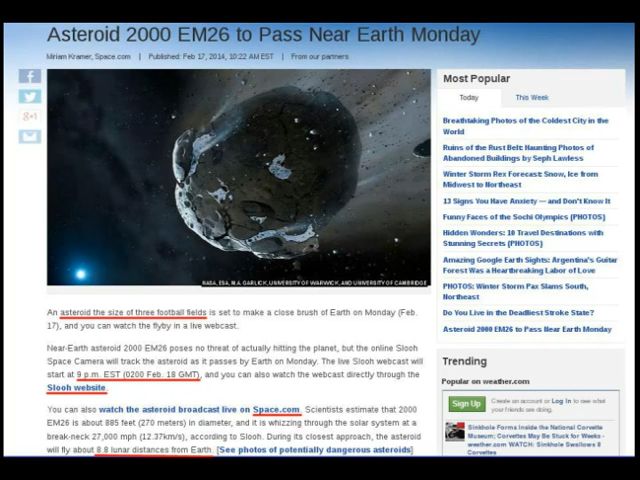 Asteroid 2000 EM26 to Pass Near Earth Monday
Miriam Kramer, Space.com | Published: Feb 17, 2014, 10:22 AM EST | From our partners
NASA, ESA, M.A. GARLICK, UNIVERSITY OF WARWICK, AND UNIVERSITY OF CAMBRIDGE
An asteroid the size of three football fields is set to make a close brush of Earth on Monday (Feb.
17), and you can watch the flyby in a live webcast.
Near-Earth asteroid 2000 EM26 poses no threat of actually hitting the planet, but the online Slooh
Space Camera will track the asteroid as it passes by Earth on Monday. The live Slooh webcast will
start at 9 p.m. EST (0200 Feb. 18 GMT), and you can also watch the webcast directly through the
Slooh website.
You can also watch the asteroid broadcast live on Space.com. Scientists estimate that 2000
EM26 is about 885 feet (270 meters) in diameter, and it is whizzing through the solar system at a
break-neck 27,000 mph (12.37km/s), according to Slooh. During its closest approach, the asteroid
will fly about 8.8 lunar distances from Earth. [See photos of potentially dangerous asteroids]
Most Popular
Today This Week
Breathtaking Photos of the Coldest City in the
World
Ruins of the Rust Belt: Haunting Photos of
Abandoned Buildings by Seph Lawless
Winter Storm Rex Forecast: Snow, Ice from
Midwest to Northeast
13 Signs You Have Anxiety — and Don't Know It
Funny Faces of the Sochi Olympics (PHOTOS)
Hidden Wonders: 10 Travel Destinations with
Stunning Secrets (PHOTOS)
Amazing Google Earth Sights: Argentina's Guitar
Forest Was a Heartbreaking Labor of Love
PHOTOS: Winter Storm Pax Slams South,
Northeast
Do You Live in the Deadliest Stroke State?
Asteroid 2000 EM26 to Pass Near Earth Monday
Trending
Popular on weather.com
Sign Up Create an account or Log In to see what
your friends are doing.
Sinkhole Forms Inside the National Corvette
Museum; Corvettes May Be Stuck for Weeks -
weather.com WATCH: Sinkhole Swallows 8
Corvettes